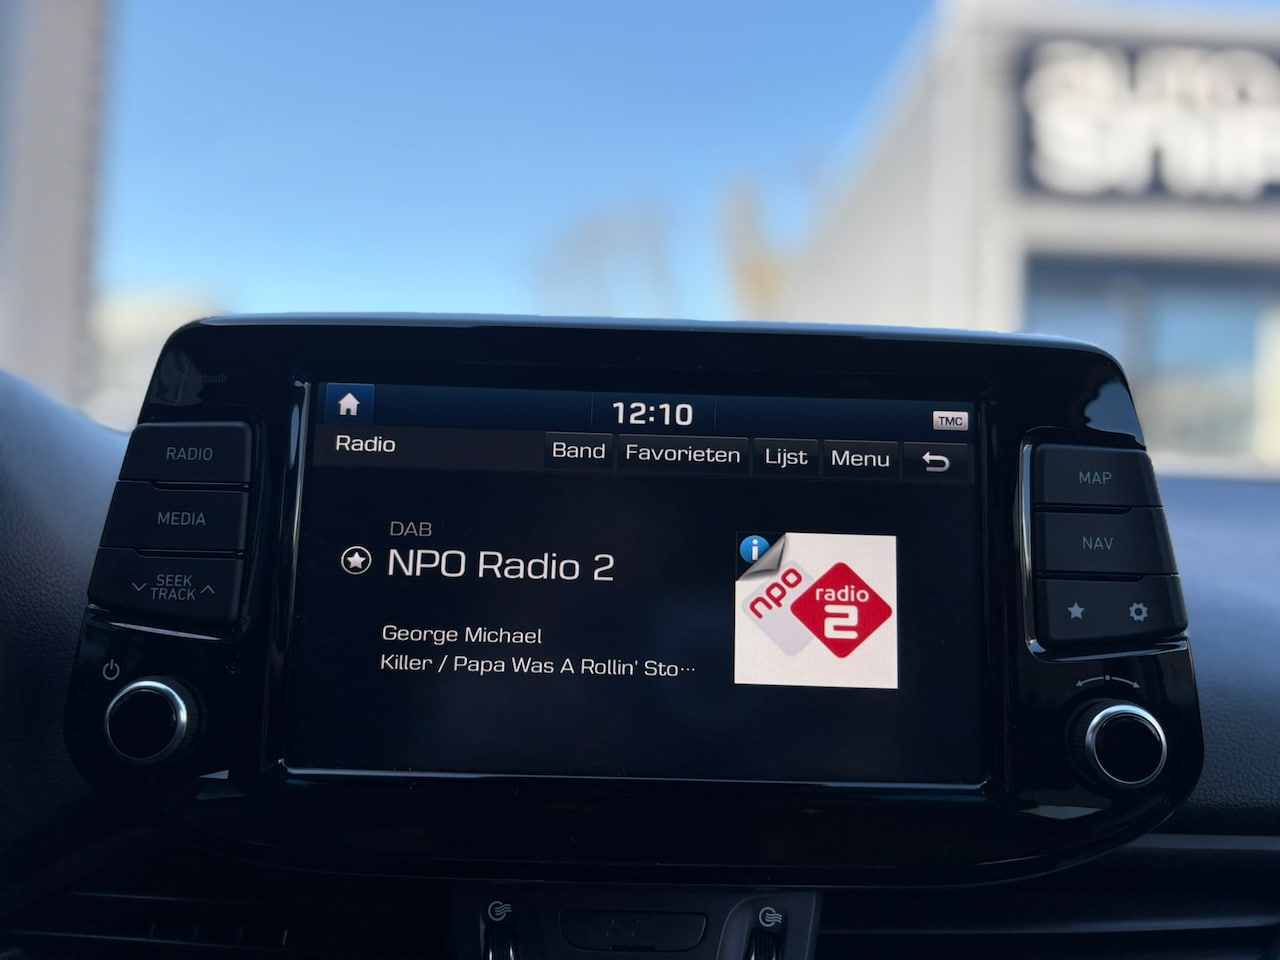 12:10
TMC
Radio
Band
Favorieten
Lijst
Menu
RADIO
MEDIA
SEEK
TRACK
MAP
NAV
DAB
NPO Radio 2
George Michael
Killer / Papa Was A Rollin' Sto…
i
npo
radio
2